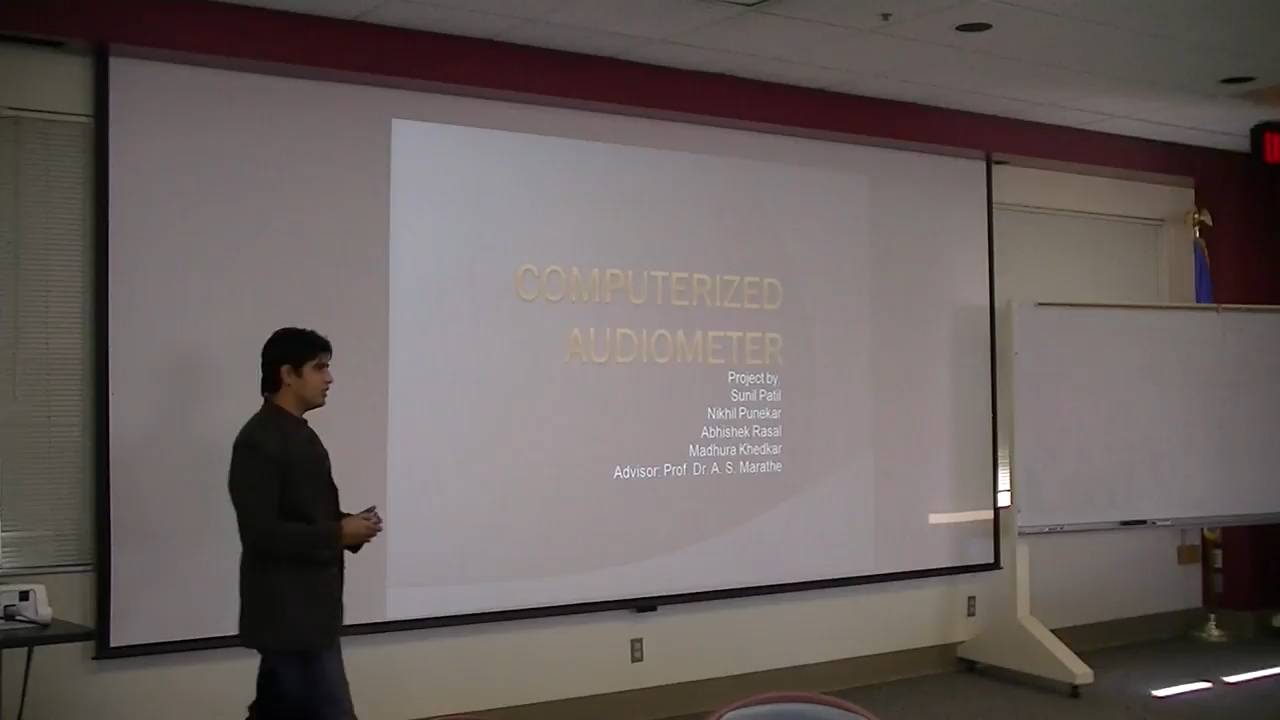 COMPUTERIZED
AUDIOMETER
Project by,
Sunil Patil
Nikhil Punekar
Abhishek Rasal
Madhura Khedkar
Advisor: Prof. Dr. A. S. Marathe